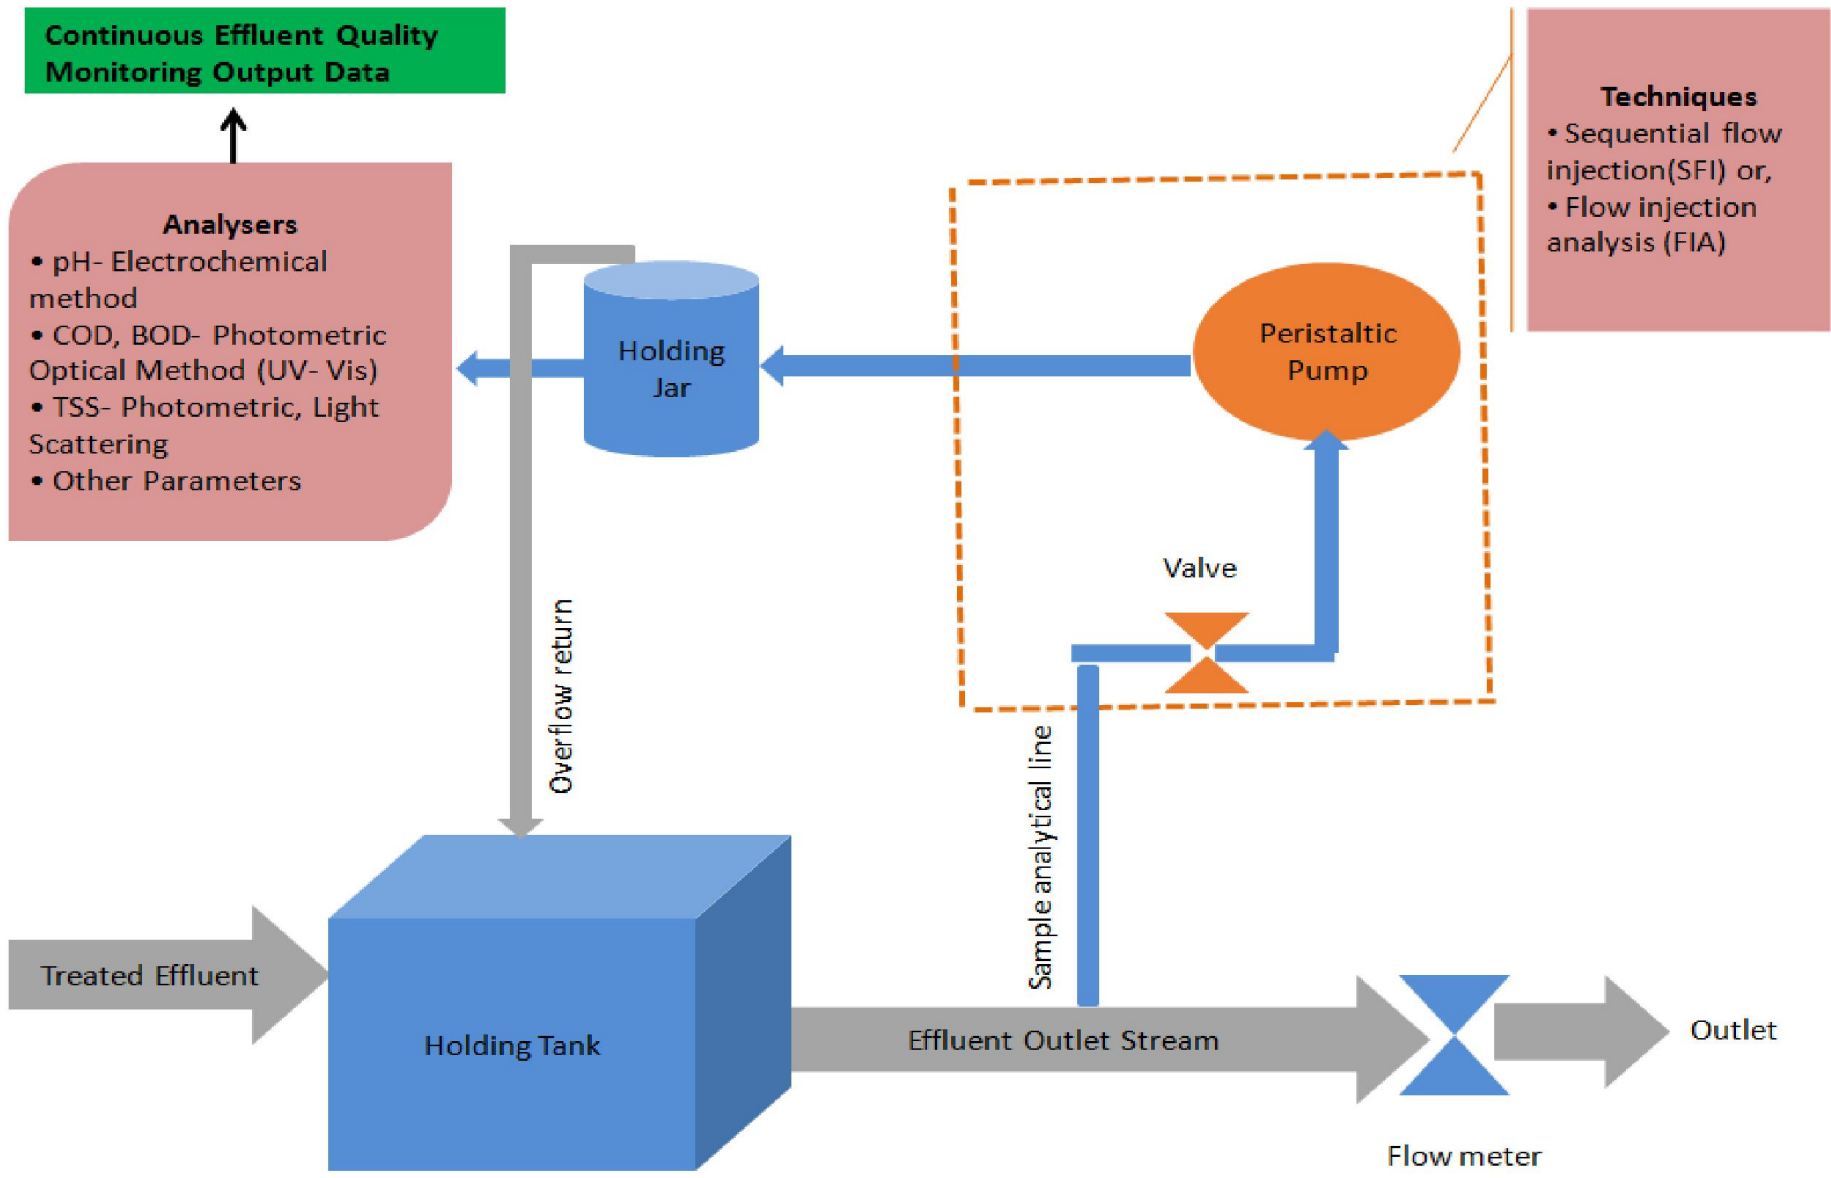 Continuous Effluent Quality
Monitoring Output Data
Techniques
• Sequential flow
injection(SFI) or,
• Flow injection
analysis (FIA)
Analysers
• pH- Electrochemical
method
• COD, BOD- Photometric
Optical Method (UV- Vis)
• TSS- Photometric, Light
Scattering
• Other Parameters
Holding
Jar
Peristaltic
Pump
Valve
Overflow return
Sample analytical line
Treated Effluent
Holding Tank
Effluent Outlet Stream
Outlet
Flow meter